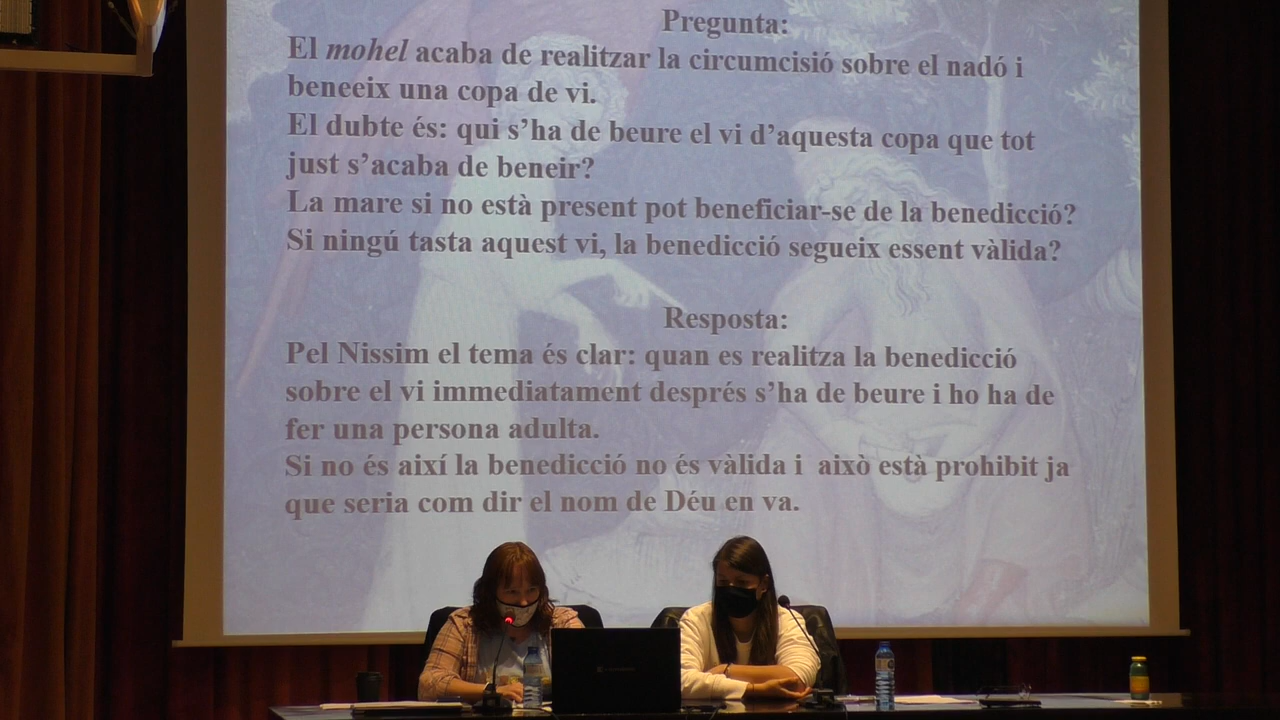 Pregunta:
El mohel acaba de realitzar la circumcisió sobre el nadó i
beneeix una copa de vi.
El dubte és: qui s’ha de beure el vi d’aquesta copa que tot
just s’acaba de beneir?
La mare si no està present pot beneficiar-se de la benedicció?
Si ningú tasta aquest vi, la benedicció segueix essent vàlida?
Resposta:
Pel Nissim el tema és clar: quan es realitza la benedicció
sobre el vi immediatament després s’ha de beure i ho ha de
fer una persona adulta.
Si no és així la benedicció no és vàlida i això està prohibit ja
que seria com dir el nom de Déu en va.